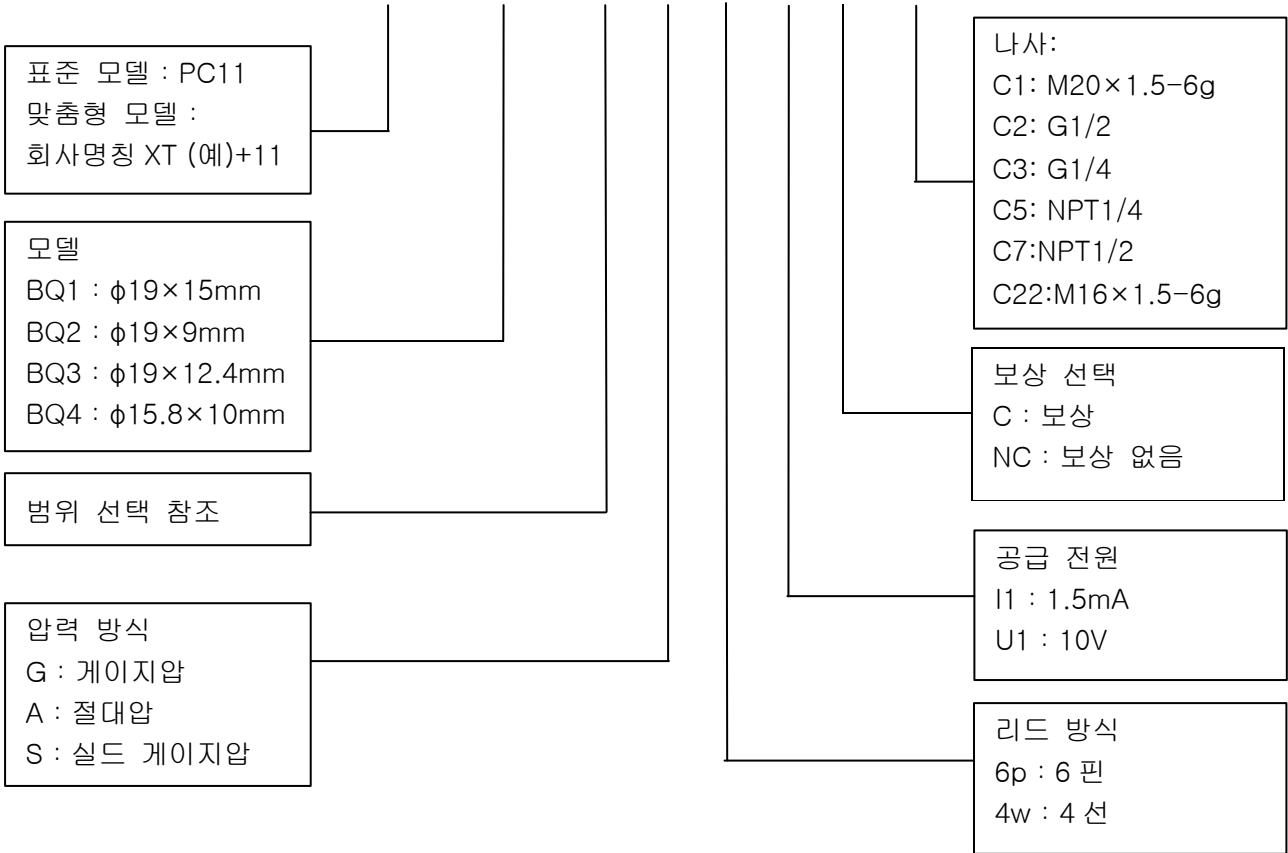 표준 모델 : PC11
맞춤형 모델 :
회사명칭 XT (예)+11
모델
BQ1 : ϕ19×15mm
BQ2 : ϕ19×9mm
BQ3 : ϕ19×12.4mm
BQ4 : ϕ15.8×10mm
범위 선택 참조
압력 방식
G : 게이지압
A : 절대압
S : 실드 게이지압
나사:
C1: M20×1.5-6g
C2: G1/2
C3: G1/4
C5: NPT1/4
C7:NPT1/2
C22:M16×1.5-6g
보상 선택
C : 보상
NC : 보상 없음
공급 전원
I1 : 1.5mA
U1 : 10V
리드 방식
6p : 6 핀
4w : 4 선